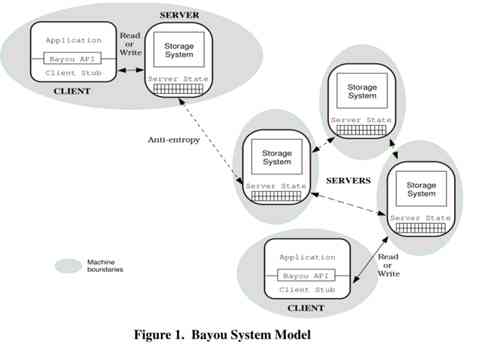 SERVER
Application
Bayou API
Client Stub
CLIENT
Read
or
Write
Storage
System
Server State
Anti-entropy
Storage
System
Server State
Storage
System
Server State
SERVERS
Storage
System
Server State
Machine
boundaries
Application
Bayou API
Client Stub
CLIENT
Read
or
Write
Figure 1. Bayou System Model